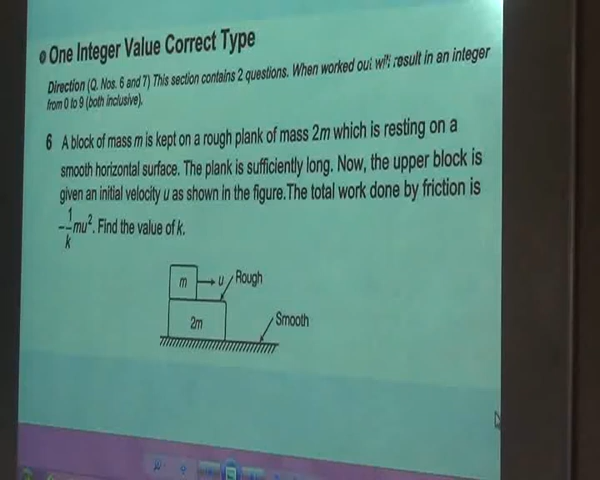 One Integer Value Correct Type
Direction (Q. Nos. 6 and 7) This section contains 2 questions. When worked out will result in an integer
from 0 to 9 (both inclusive).
6 A block of mass m is kept on a rough plank of mass 2m which is resting on a
smooth horizontal surface. The plank is sufficiently long. Now, the upper block is
given an initial velocity u as shown in the figure.The total work done by friction is
-1/k mu². Find the value of k.
m u Rough
2m Smooth